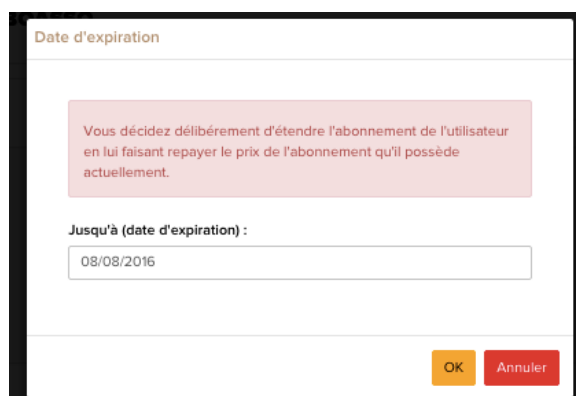 Date d'expiration
Vous décidez délibérement d'étendre l'abonnement de l'utilisateur
en lui faisant repayer le prix de l'abonnement qu'il possède
actuellement.
Jusqu'à (date d'expiration) :
08/08/2016
OK
Annuler